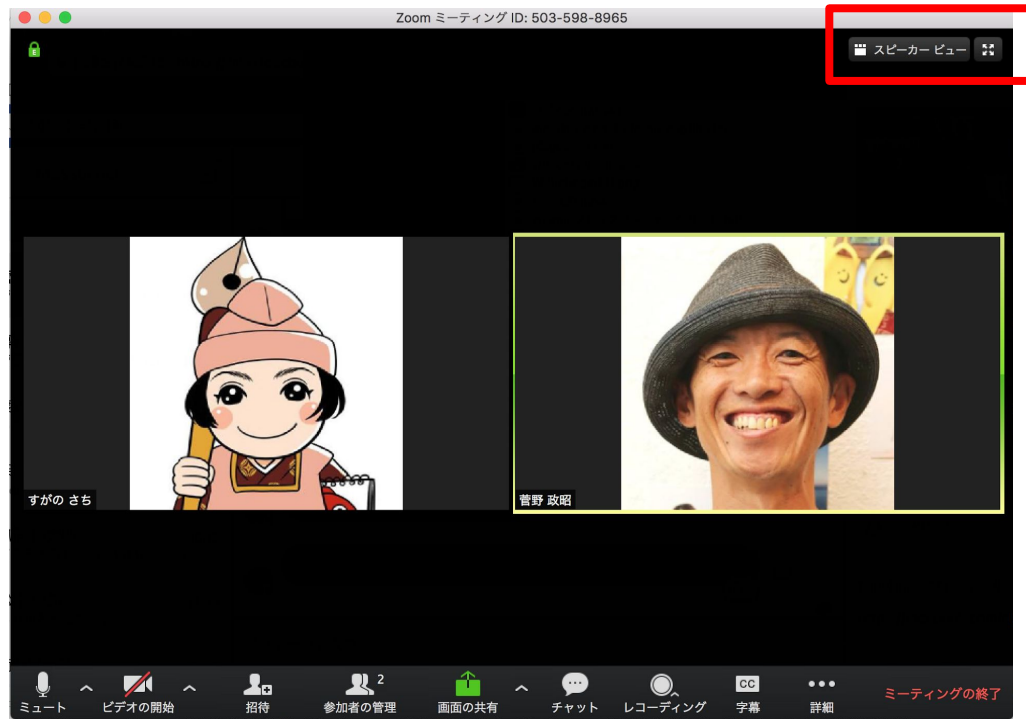 Zoom ミーティング ID: 503-598-8965
E
スピーカー ビュー
すがの さち
菅野 政昭
2
CC
ミュート ビデオの開始 招待 参加者の管理 画面の共有 チャット レコーディング 字幕 詳細 ミーティングの終了